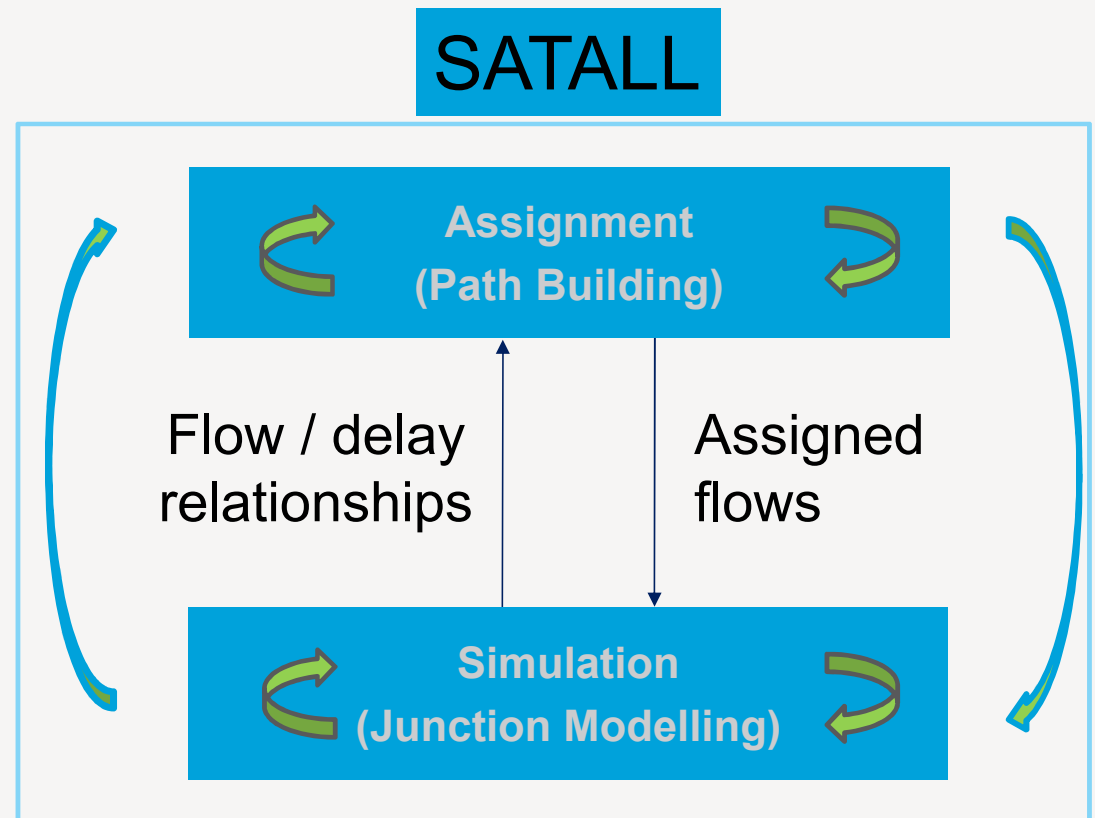 SATALL
Assignment
(Path Building)
Flow / delay
relationships
Assigned
flows
Simulation
(Junction Modelling)